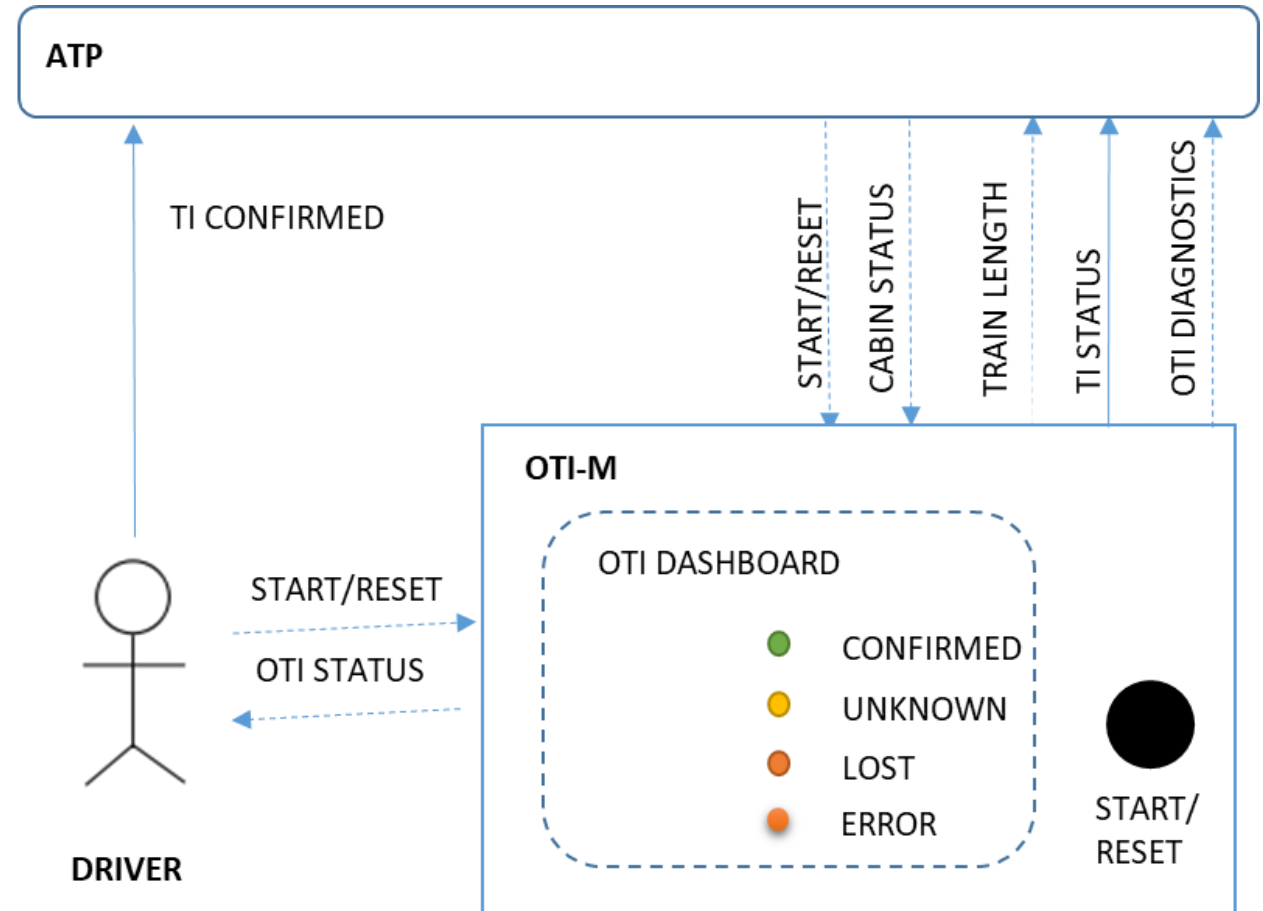 ATP
TI CONFIRMED
START/RESET
CABIN STATUS
TRAIN LENGTH
TI STATUS
OTI DIAGNOSTICS
OTI-M
OTI DASHBOARD
START/RESET
OTI STATUS
CONFIRMED
UNKNOWN
LOST
ERROR
START/
RESET
DRIVER